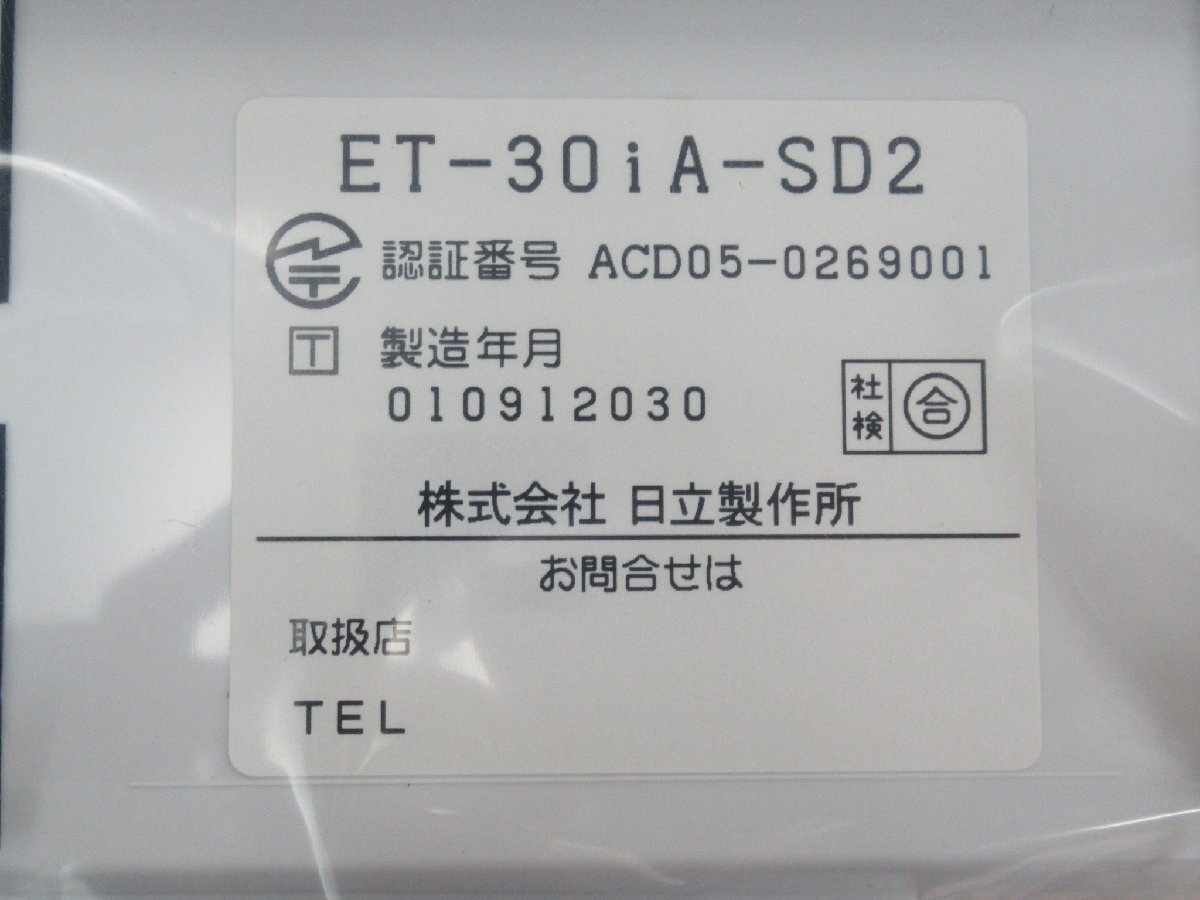 ET-30iA-SD2
認証番号 ACD05-0269001
T 製造年月
010912030
社検 合
株式会社 日立製作所
お問合せは
取扱店
TEL